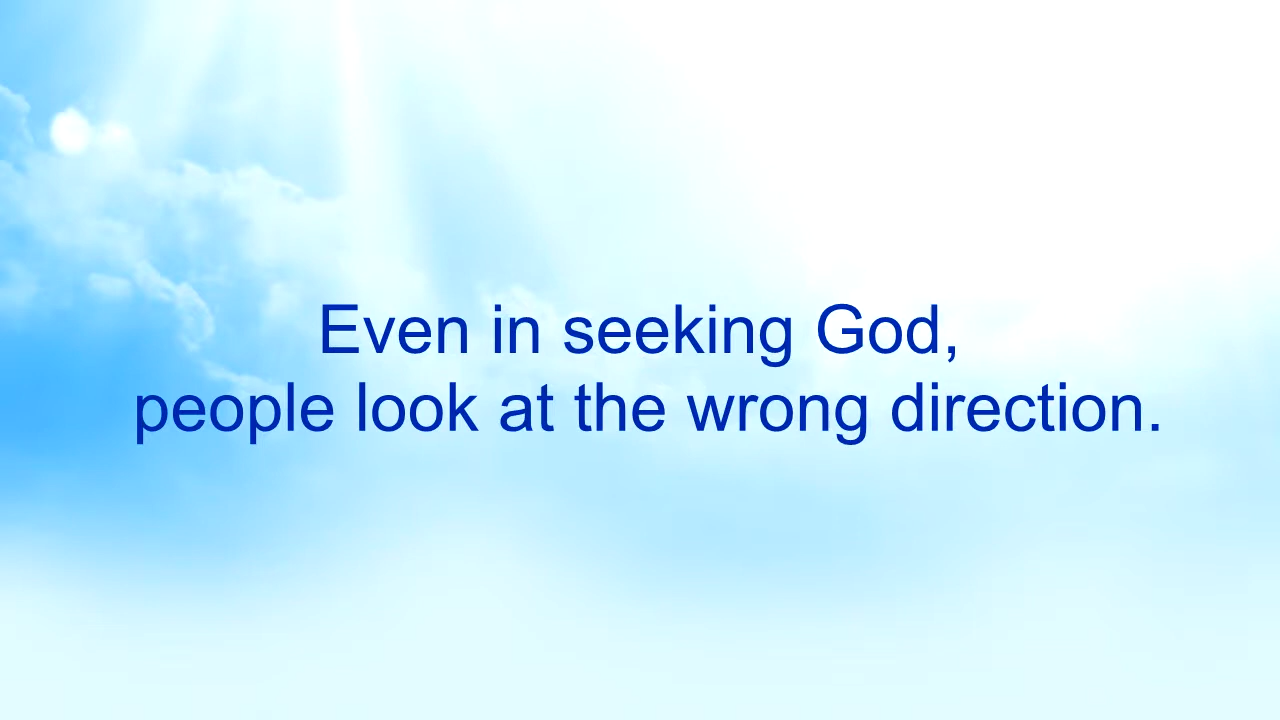 Even in seeking God,
people look at the wrong direction.